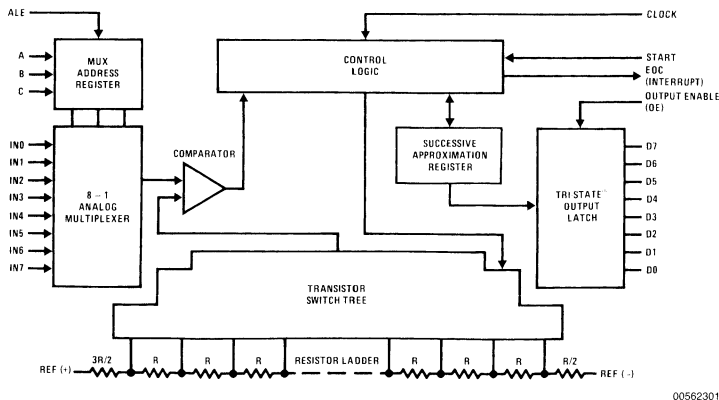 ALE
CLOCK
MUX
ADDRESS
REGISTER
A
B
C
CONTROL
LOGIC
START
EOC
(INTERRUPT)
OUTPUT ENABLE
(OE)
IN0
IN1
IN2
IN3
IN4
IN5
IN6
IN7
8 – 1
ANALOG
MULTIPLEXER
COMPARATOR
SUCCESSIVE
APPROXIMATION
REGISTER
TRI-STATE®
OUTPUT
LATCH
D7
D6
D5
D4
D3
D2
D1
D0
TRANSISTOR
SWITCH TREE
REF (+)
3R/2
R
R
R
RESISTOR LADDER
R
R
R
R/2
REF (–)
00562301